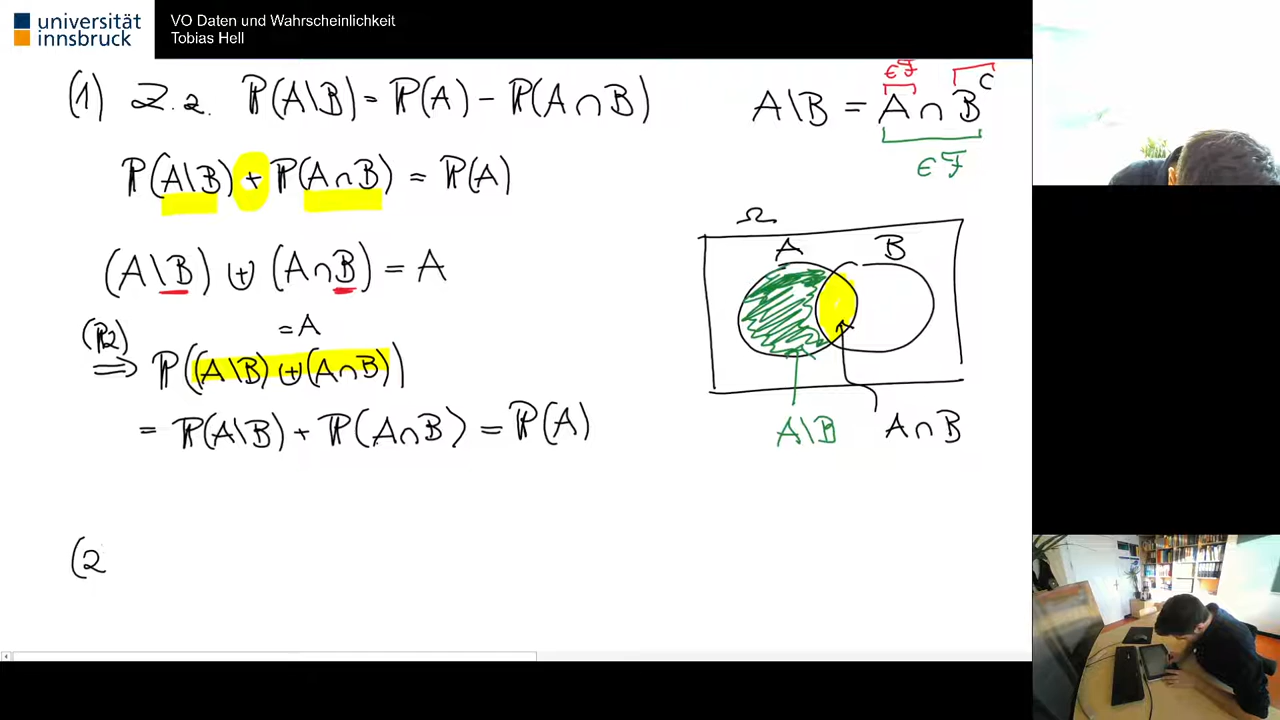 universität
innsbruck
VO Daten und Wahrscheinlichkeit
Tobias Hell
(1) Z.z. ℙ(A\B) = ℙ(A) − ℙ(A∩B)
ℙ(A\B) + ℙ(A∩B) = ℙ(A)
(A\B) ⊎ (A∩B) = A
= A
(P2)
⟹ ℙ((A\B) ⊎ (A∩B))
= ℙ(A\B) + ℙ(A∩B) = ℙ(A)
(2
∈ℱ
A\B = A ∩ B^C
∈ℱ
Ω
A B
A\B A∩B